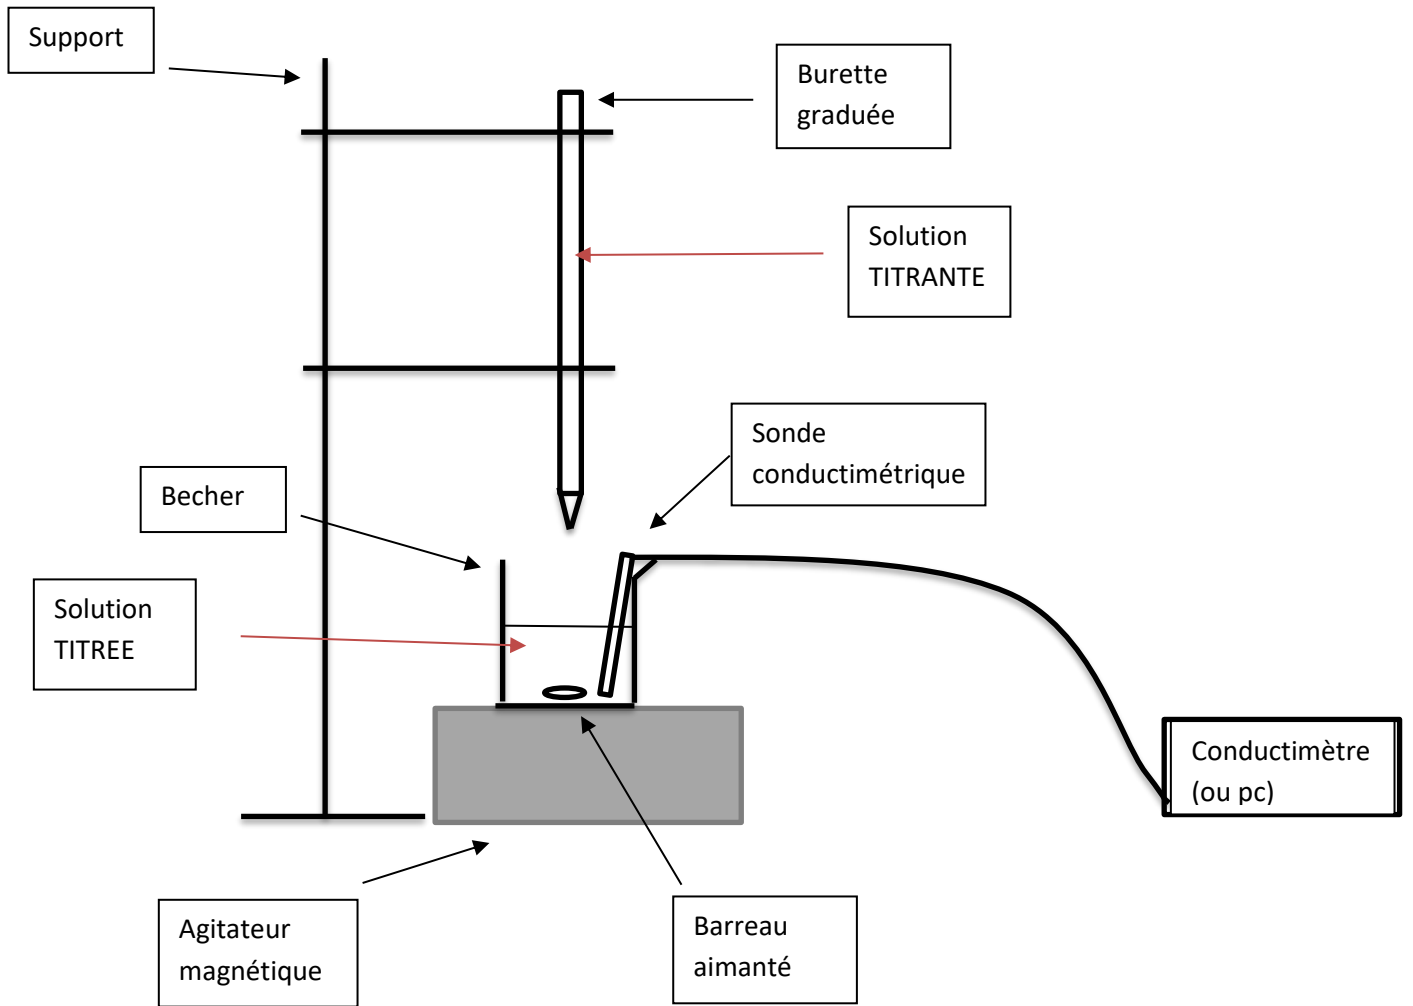 Support
Burette
graduée
Solution
TITRANTE
Sonde
conductimétrique
Becher
Solution
TITREE
Conductimètre
(ou pc)
Agitateur
magnétique
Barreau
aimanté